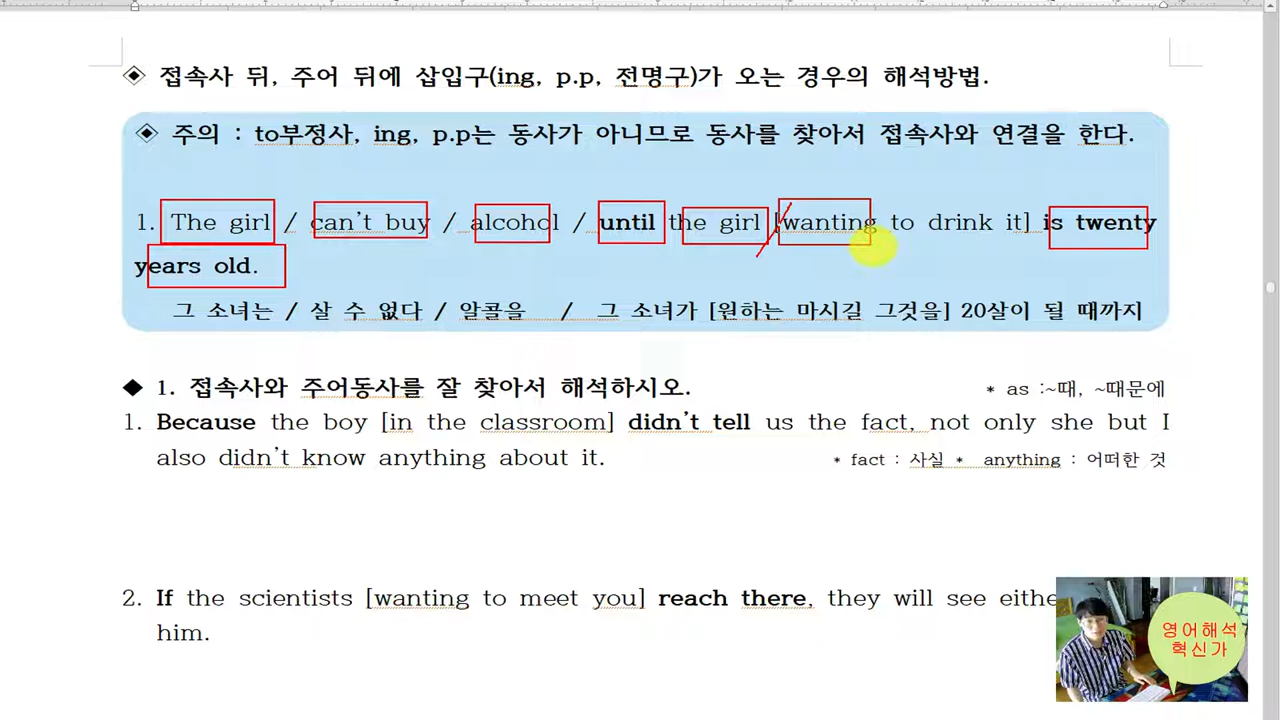 ◈ 접속사 뒤, 주어 뒤에 삽입구(ing, p.p, 전명구)가 오는 경우의 해석방법.
◈ 주의 : to부정사, ing, p.p는 동사가 아니므로 동사를 찾아서 접속사와 연결을 한다.
1. The girl / can't buy / alcohol / until the girl [wanting to drink it] is twenty
years old.
그 소녀는 / 살 수 없다 / 알콜을 / 그 소녀가 [원하는 마시길 그것을] 20살이 될 때까지
◆ 1. 접속사와 주어동사를 잘 찾아서 해석하시오. * as :~때, ~때문에
1. Because the boy [in the classroom] didn't tell us the fact, not only she but I
also didn't know anything about it. * fact : 사실 * anything : 어떠한 것
2. If the scientists [wanting to meet you] reach there, they will see
him.
영어해석
혁신가